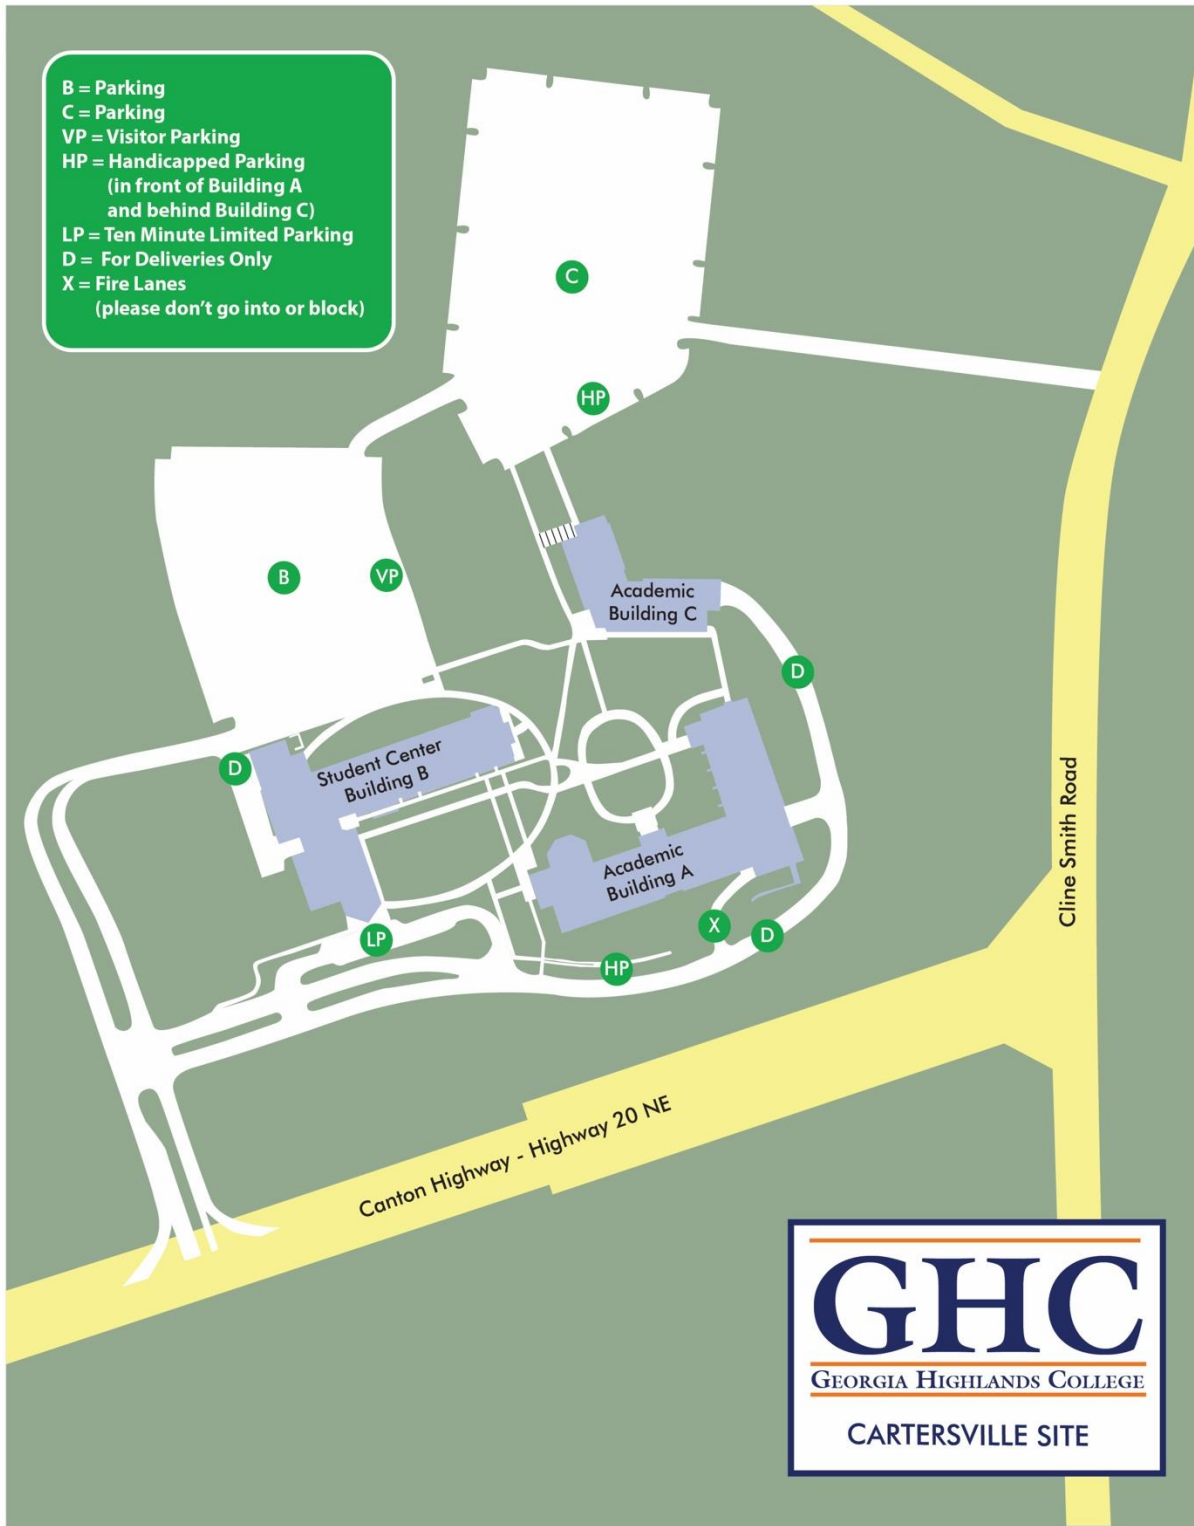 B = Parking
C = Parking
VP = Visitor Parking
HP = Handicapped Parking
(in front of Building A
and behind Building C)
LP = Ten Minute Limited Parking
D = For Deliveries Only
X = Fire Lanes
(please don't go into or block)
C
HP
B
VP
Academic
Building C
D
D
Student Center
Building B
Academic
Building A
Cline Smith Road
X
D
LP
HP
Canton Highway - Highway 20 NE
GHC
GEORGIA HIGHLANDS COLLEGE
CARTERSVILLE SITE